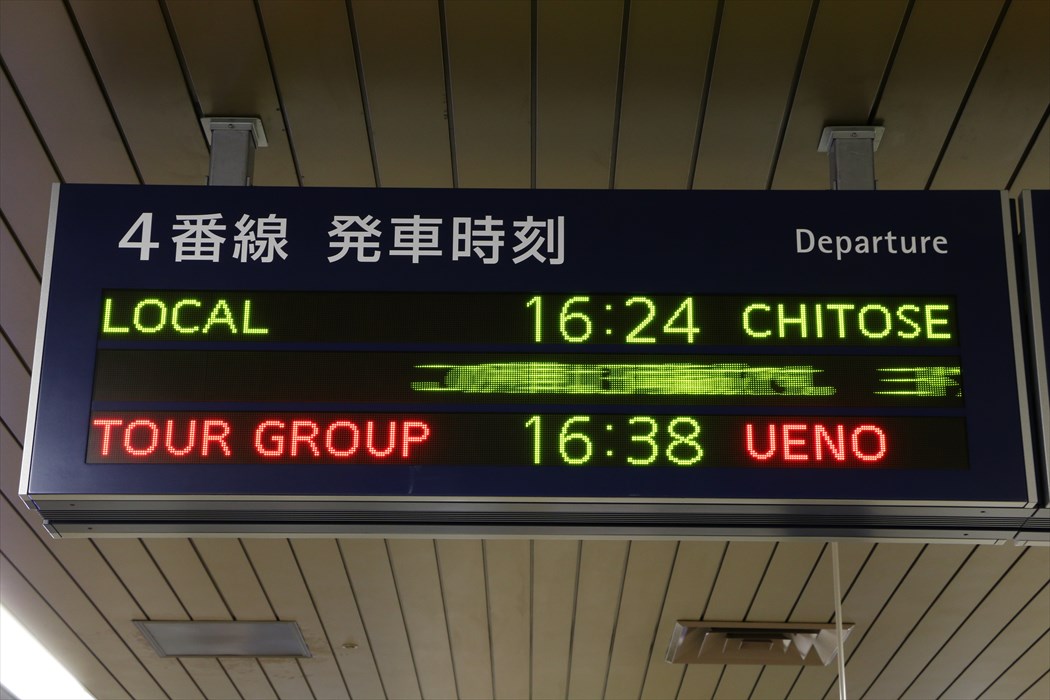 4番線 発車時刻 Departure
LOCAL 16:24 CHITOSE
TOUR GROUP 16:38 UENO